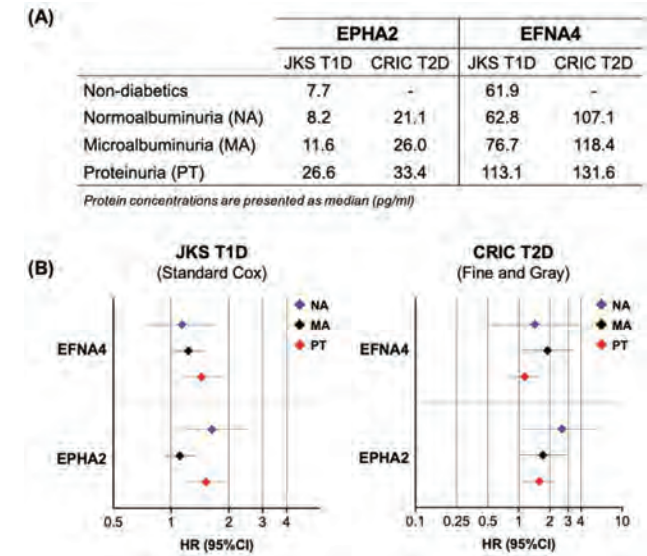 (A)
EPHA2 EFNA4
JKS T1D CRIC T2D JKS T1D CRIC T2D
Non-diabetics 7.7 - 61.9 -
Normoalbuminuria (NA) 8.2 21.1 62.8 107.1
Microalbuminuria (MA) 11.6 26.0 76.7 118.4
Proteinuria (PT) 26.6 33.4 113.1 131.6
Protein concentrations are presented as median (pg/ml)
(B)
JKS T1D
(Standard Cox)
NA
MA
PT
EFNA4
EPHA2
0.5 1 2 3 4
HR (95%CI)
CRIC T2D
(Fine and Gray)
NA
MA
PT
EFNA4
EPHA2
0.1 0.25 0.5 1 2 3 4 10
HR (95%CI)